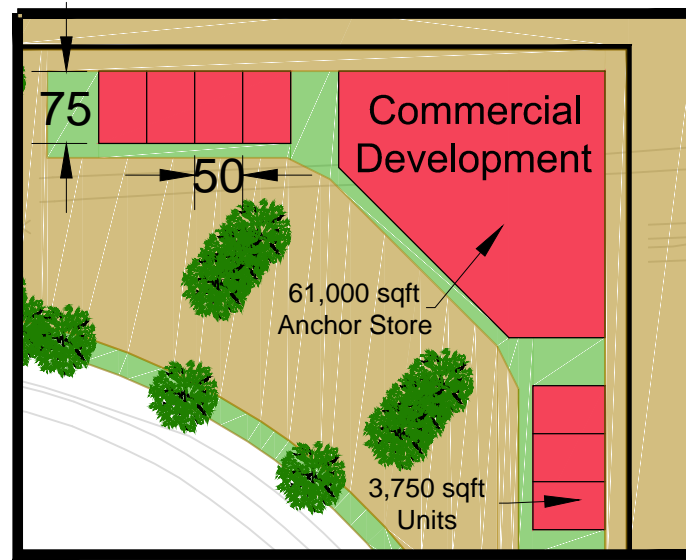 75
50
Commercial
Development
61,000 sqft
Anchor Store
3,750 sqft
Units